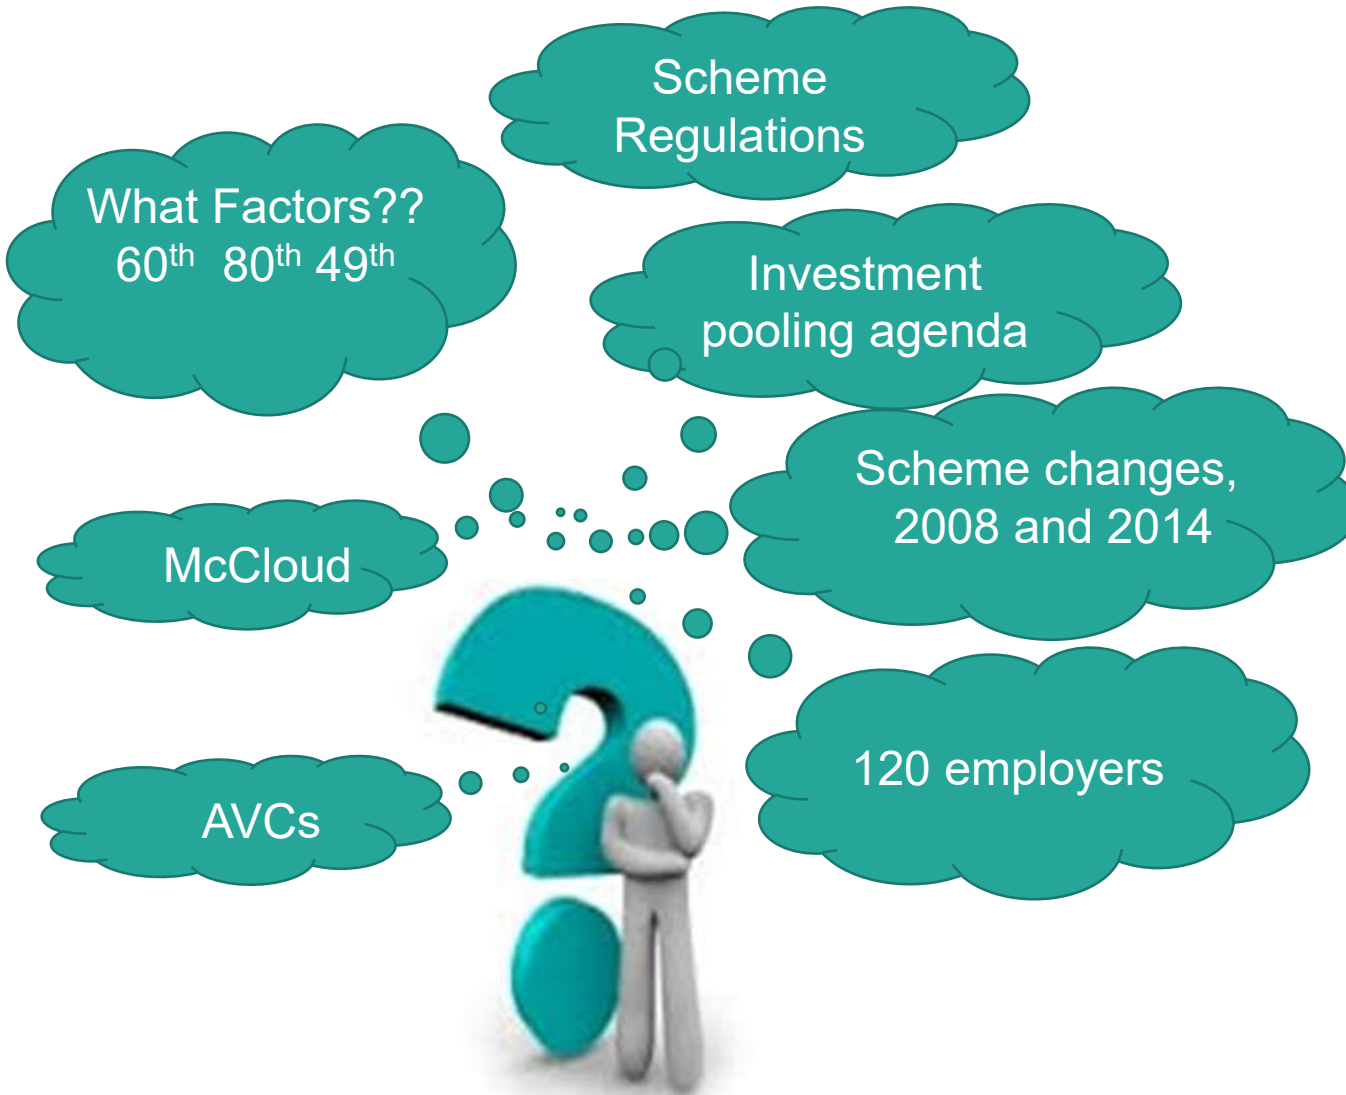 Scheme
Regulations
What Factors??
60th 80th 49th
Investment
pooling agenda
Scheme changes,
2008 and 2014
McCloud
120 employers
AVCs